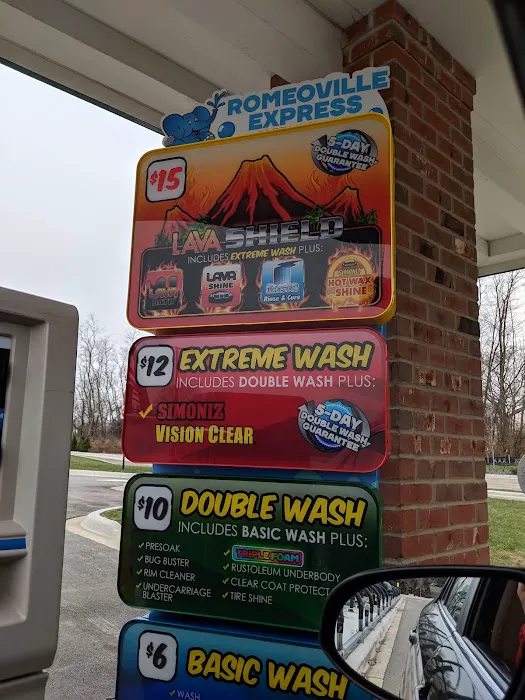 ROMEOVILLE
EXPRESS
$15
5-DAY
DOUBLE WASH
GUARANTEE
LAVA SHIELD
INCLUDES EXTREME WASH PLUS:
LAVA
SHINE
Rinse & Care
SIMONIZ
HOT WAX
SHINE
$12
EXTREME WASH
INCLUDES DOUBLE WASH PLUS:
✓ SIMONIZ
VISION CLEAR
5-DAY
DOUBLE WASH
GUARANTEE
$10
DOUBLE WASH
INCLUDES BASIC WASH PLUS:
✓ PRESOAK
✓ BUG BUSTER
✓ RIM CLEANER
✓ UNDERCARRIAGE
BLASTER
TRIPLE FOAM
✓ RUSTOLEUM UNDERBODY
✓ CLEAR COAT PROTECT
✓ TIRE SHINE
$6
BASIC WASH
✓ WASH